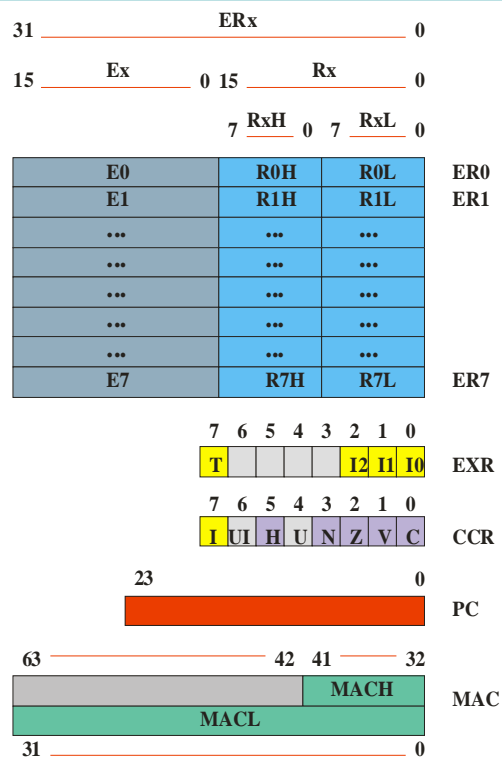 ERx
31 0
Ex Rx
15 0 15 0
RxH RxL
7 0 7 0
E0 R0H R0L ER0
E1 R1H R1L ER1
... ... ...
... ... ...
... ... ...
... ... ...
... ... ...
E7 R7H R7L ER7
7 6 5 4 3 2 1 0
T I2 I1 I0 EXR
7 6 5 4 3 2 1 0
I UI H U N Z V C CCR
23 0
PC
63 42 41 32
MACH
MAC
MACL
31 0